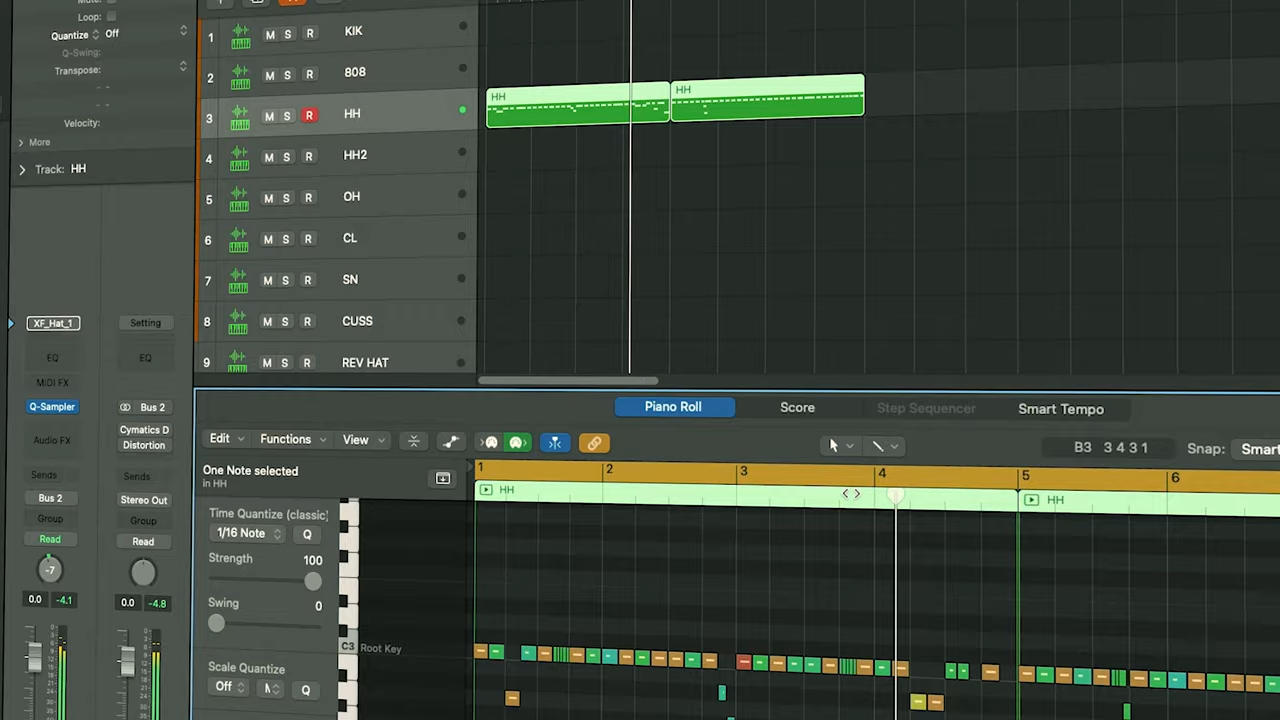 Mute:
Loop:
Quantize Off
Q-Swing:
Transpose:
Velocity:
More
Track: HH
1 M S R KIK
2 M S R 808
3 M S R HH
4 M S R HH2
5 M S R OH
6 M S R CL
7 M S R SN
8 M S R CUSS
9 M S R REV HAT
HH
HH
XF_Hat_1 Setting
EQ EQ
MIDI FX
Q-Sampler Bus 2
Audio FX Cymatics D
Distortion
Sends Sends
Bus 2 Stereo Out
Group Group
Read Read
-7
0.0 -4.1 0.0 -4.8
Piano Roll Score Step Sequencer Smart Tempo
Edit Functions View
B3 3 4 3 1 Snap: Smart
One Note selected
in HH
1 2 3 4 5 6
HH HH
Time Quantize (classic)
1/16 Note Q
Strength 100
Swing 0
Scale Quantize
Off Q
C3 Root Key